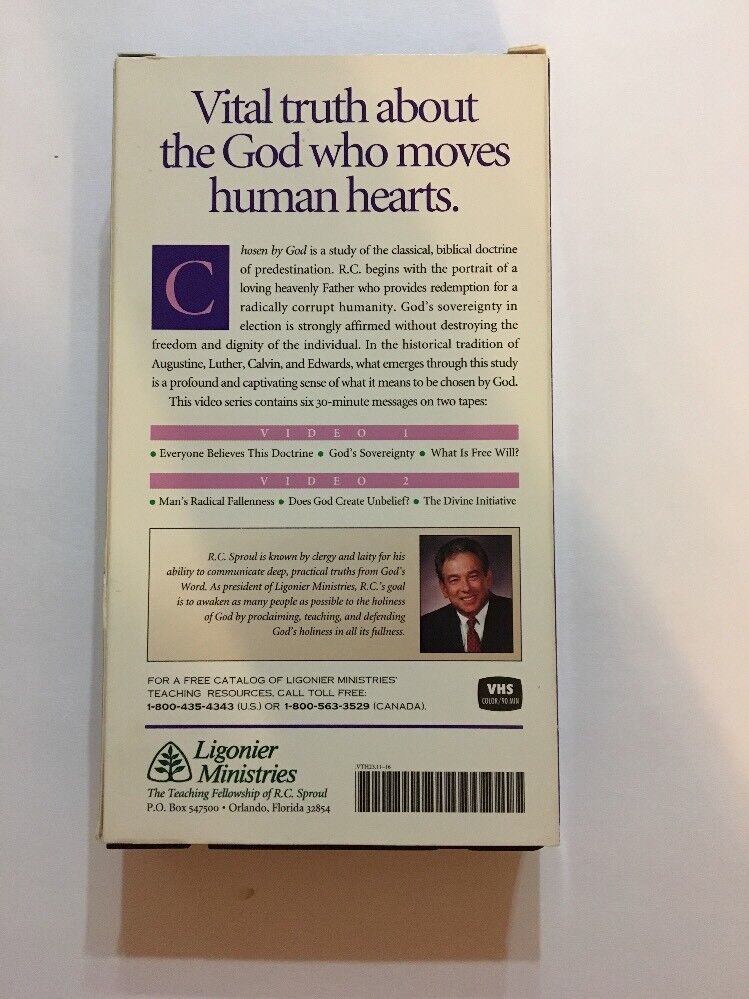 Vital truth about
the God who moves
human hearts.
Chosen by God is a study of the classical, biblical doctrine
of predestination. R.C. begins with the portrait of a
loving heavenly Father who provides redemption for a
radically corrupt humanity. God's sovereignty in
election is strongly affirmed without destroying the
freedom and dignity of the individual. In the historical tradition of
Augustine, Luther, Calvin, and Edwards, what emerges through this study
is a profound and captivating sense of what it means to be chosen by God.
This video series contains six 30-minute messages on two tapes:
VIDEO 1
• Everyone Believes This Doctrine • God's Sovereignty • What Is Free Will?
VIDEO 2
• Man's Radical Fallenness • Does God Create Unbelief? • The Divine Initiative
R.C. Sproul is known by clergy and laity for his
ability to communicate deep, practical truths from God's
Word. As president of Ligonier Ministries, R.C.'s goal
is to awaken as many people as possible to the holiness
of God by proclaiming, teaching, and defending
God's holiness in all its fullness.
FOR A FREE CATALOG OF LIGONIER MINISTRIES'
TEACHING RESOURCES, CALL TOLL FREE:
1-800-435-4343 (U.S.) OR 1-800-563-3529 (CANADA).
VHS
COLOR/90 MIN
Ligonier
Ministries
The Teaching Fellowship of R.C. Sproul
P.O. Box 547500 • Orlando, Florida 32854
VTH23.11-16